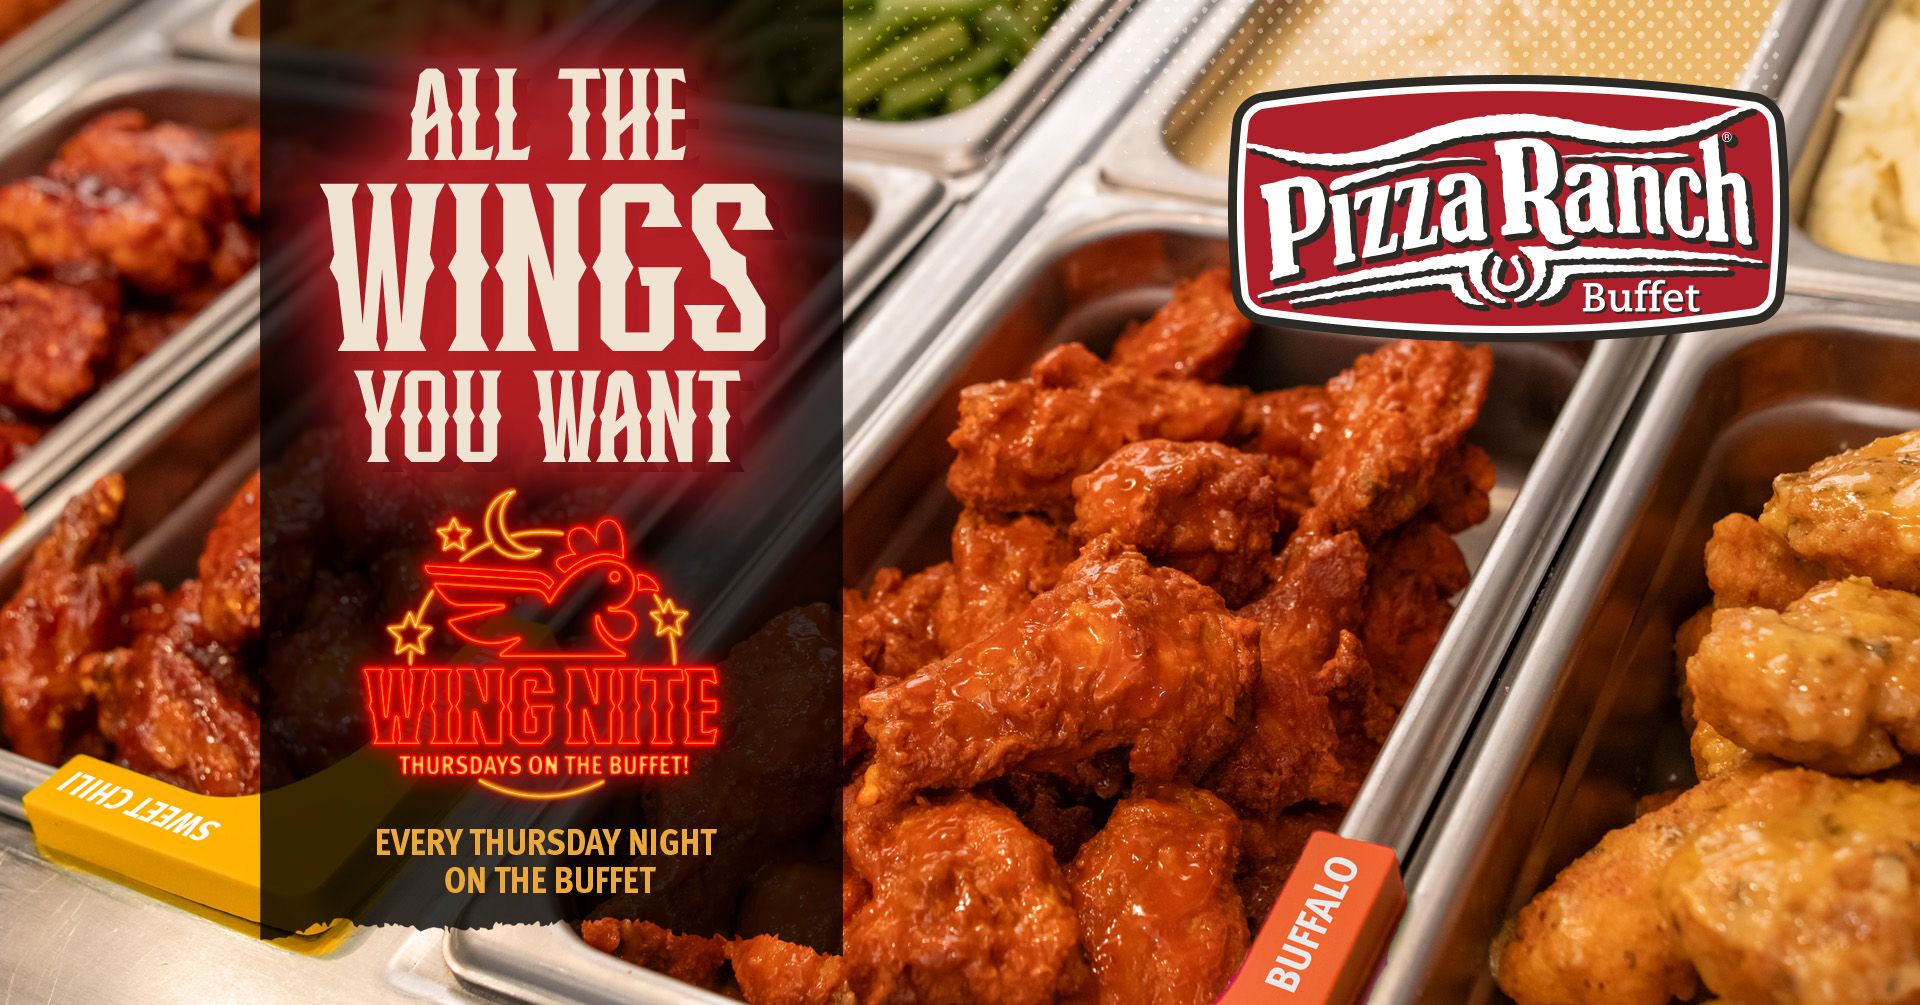 ALL THE
WINGS
YOU WANT
WING NITE
THURSDAYS ON THE BUFFET!
EVERY THURSDAY NIGHT
ON THE BUFFET
Pizza Ranch®
Buffet
SWEET CHILI
BUFFALO